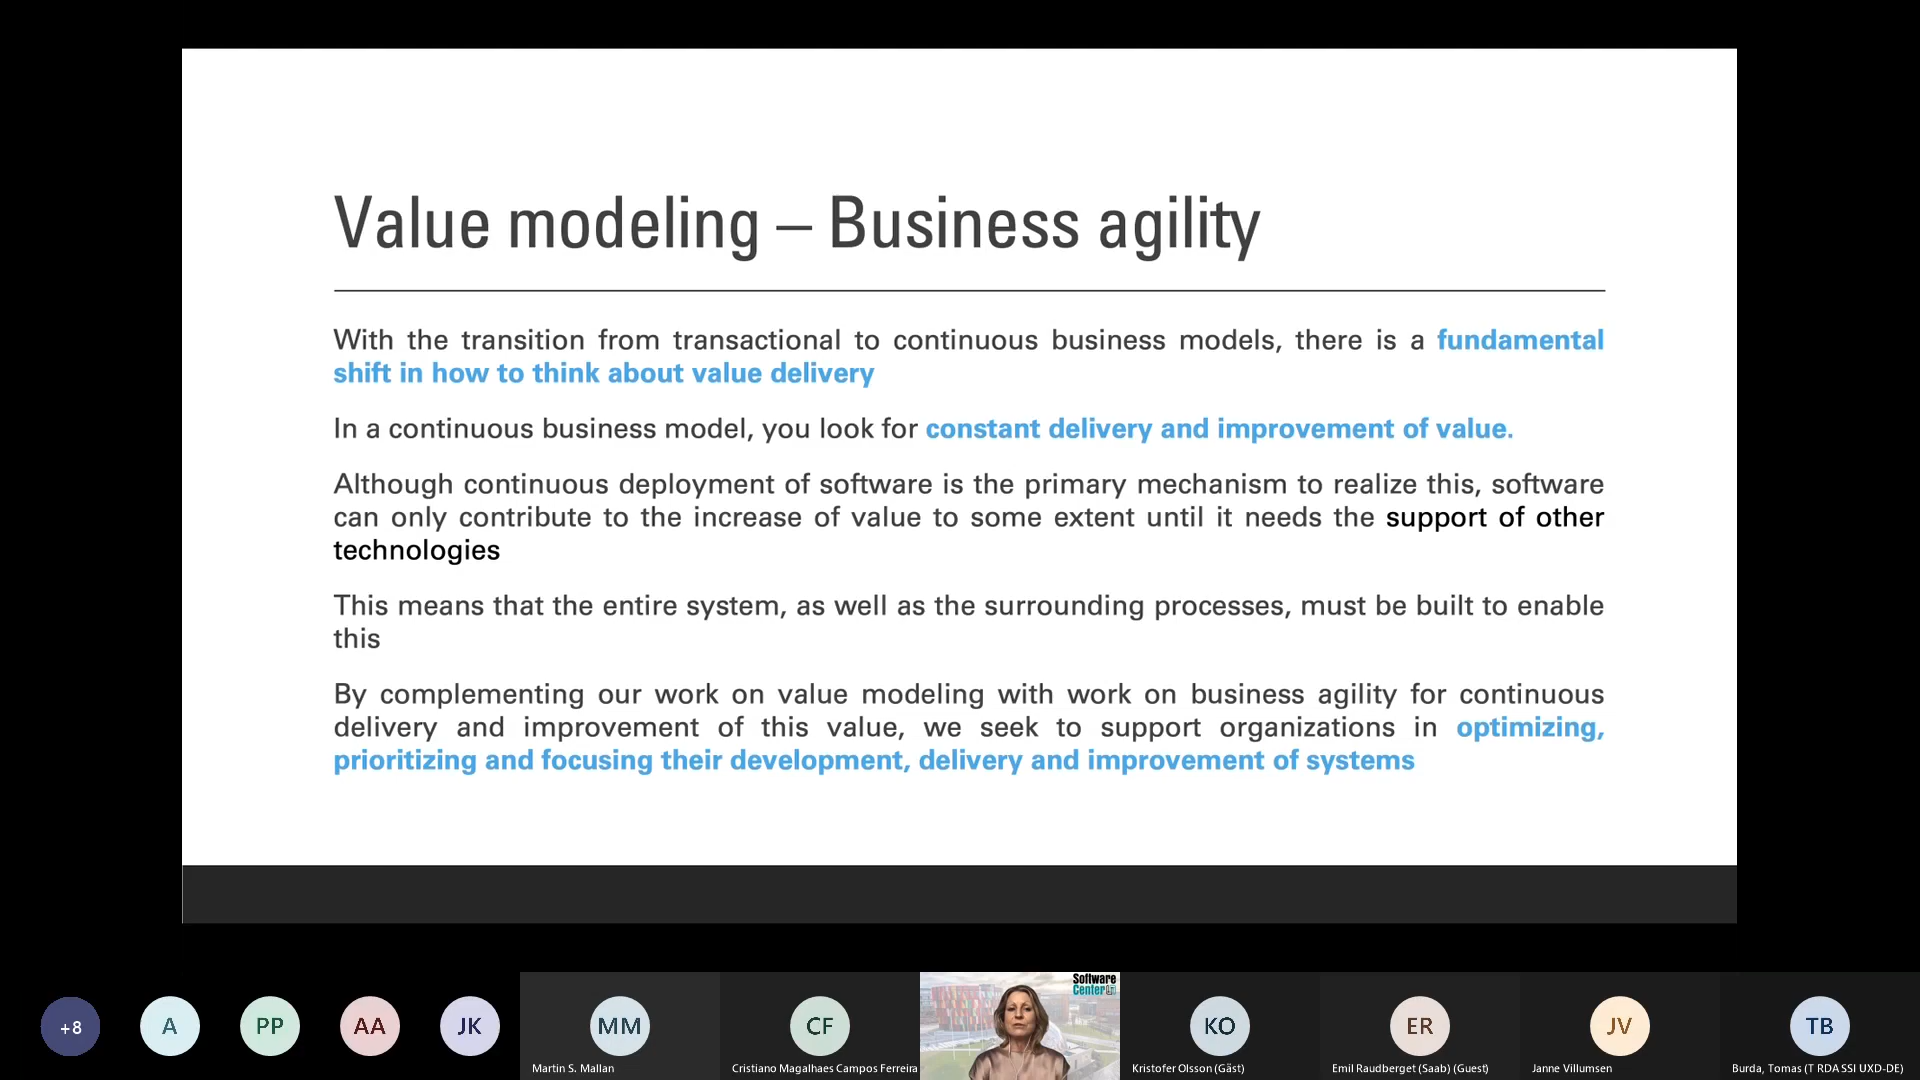 Value modeling – Business agility
With the transition from transactional to continuous business models, there is a fundamental
shift in how to think about value delivery
In a continuous business model, you look for constant delivery and improvement of value.
Although continuous deployment of software is the primary mechanism to realize this, software
can only contribute to the increase of value to some extent until it needs the support of other
technologies
This means that the entire system, as well as the surrounding processes, must be built to enable
this
By complementing our work on value modeling with work on business agility for continuous
delivery and improvement of this value, we seek to support organizations in optimizing,
prioritizing and focusing their development, delivery and improvement of systems
Software
Center
+8
A
PP
AA
JK
MM
CF
KO
ER
JV
TB
Martin S. Mallan
Cristiano Magalhaes Campos Ferreira
Kristofer Olsson (Gäst)
Emil Raudberget (Saab) (Guest)
Janne Villumsen
Burda, Tomas (T RDA SSI UXD-DE)